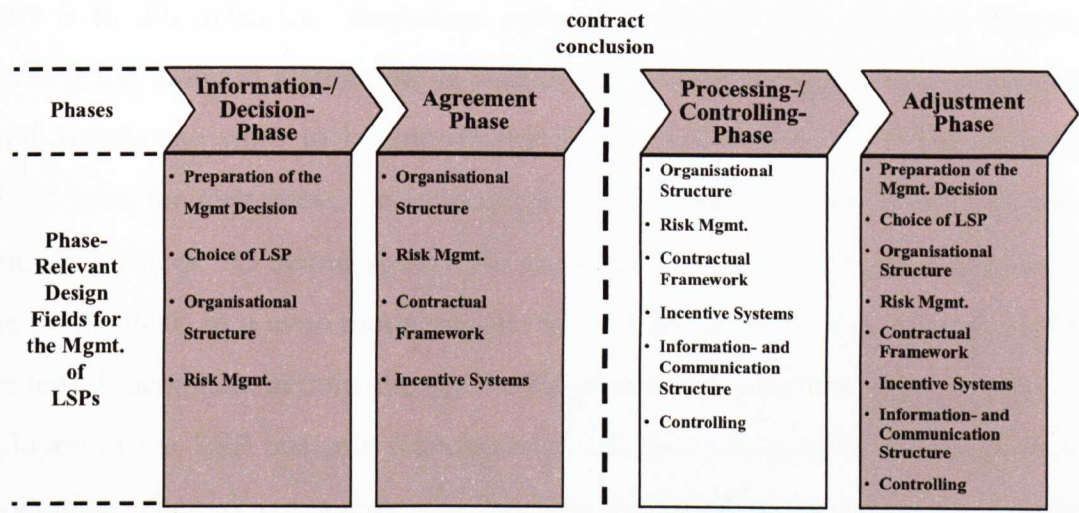 contract
conclusion
Phases
Information-/
Decision-
Phase
Agreement
Phase
Processing-/
Controlling-
Phase
Adjustment
Phase
Phase-
Relevant
Design
Fields for
the Mgmt.
of
LSPs
• Preparation of the
Mgmt Decision
• Choice of LSP
• Organisational
Structure
• Risk Mgmt.
• Organisational
Structure
• Risk Mgmt.
• Contractual
Framework
• Incentive Systems
• Organisational
Structure
• Risk Mgmt.
• Contractual
Framework
• Incentive Systems
• Information- and
Communication
Structure
• Controlling
• Preparation of the
Mgmt. Decision
• Choice of LSP
• Organisational
Structure
• Risk Mgmt.
• Contractual
Framework
• Incentive Systems
• Information- and
Communication
Structure
• Controlling